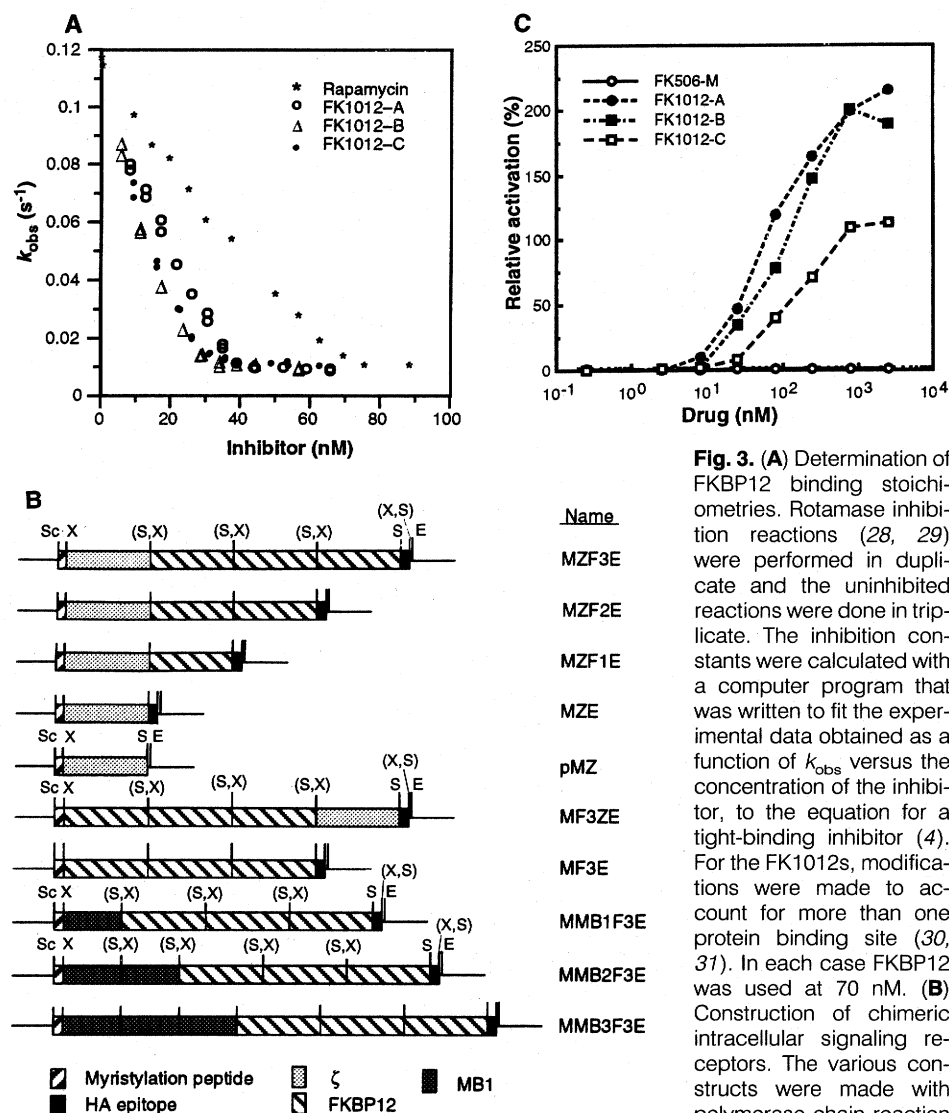 A
0.12
0.1
0.08
0.06
0.04
0.02
0
k_obs (s⁻¹)
* Rapamycin
o FK1012–A
△ FK1012–B
• FK1012–C
0 20 40 60 80 100
Inhibitor (nM)
C
250
200
150
100
50
0
Relative activation (%)
FK506-M
FK1012-A
FK1012-B
FK1012-C
10⁻¹ 10⁰ 10¹ 10² 10³ 10⁴
Drug (nM)
B
Name
(X,S)
Sc X (S,X) (S,X) (S,X) S E
MZF3E
MZF2E
MZF1E
MZE
Sc X S E
pMZ
(X,S)
Sc X (S,X) (S,X) (S,X) S E
MF3ZE
MF3E
(X,S)
Sc X (S,X) (S,X) (S,X) S E
MMB1F3E
(X,S)
Sc X (S,X) (S,X) (S,X) (S,X) S E
MMB2F3E
MMB3F3E
Myristylation peptide
ζ
MB1
HA epitope
FKBP12
Fig. 3. (A) Determination of
FKBP12 binding stoichi-
ometries. Rotamase inhibi-
tion reactions (28, 29)
were performed in dupli-
cate and the uninhibited
reactions were done in trip-
licate. The inhibition con-
stants were calculated with
a computer program that
was written to fit the exper-
imental data obtained as a
function of k_obs versus the
concentration of the inhibi-
tor, to the equation for a
tight-binding inhibitor (4).
For the FK1012s, modifica-
tions were made to ac-
count for more than one
protein binding site (30,
31). In each case FKBP12
was used at 70 nM. (B)
Construction of chimeric
intracellular signaling re-
ceptors. The various con-
structs were made with
polymerase chain reaction